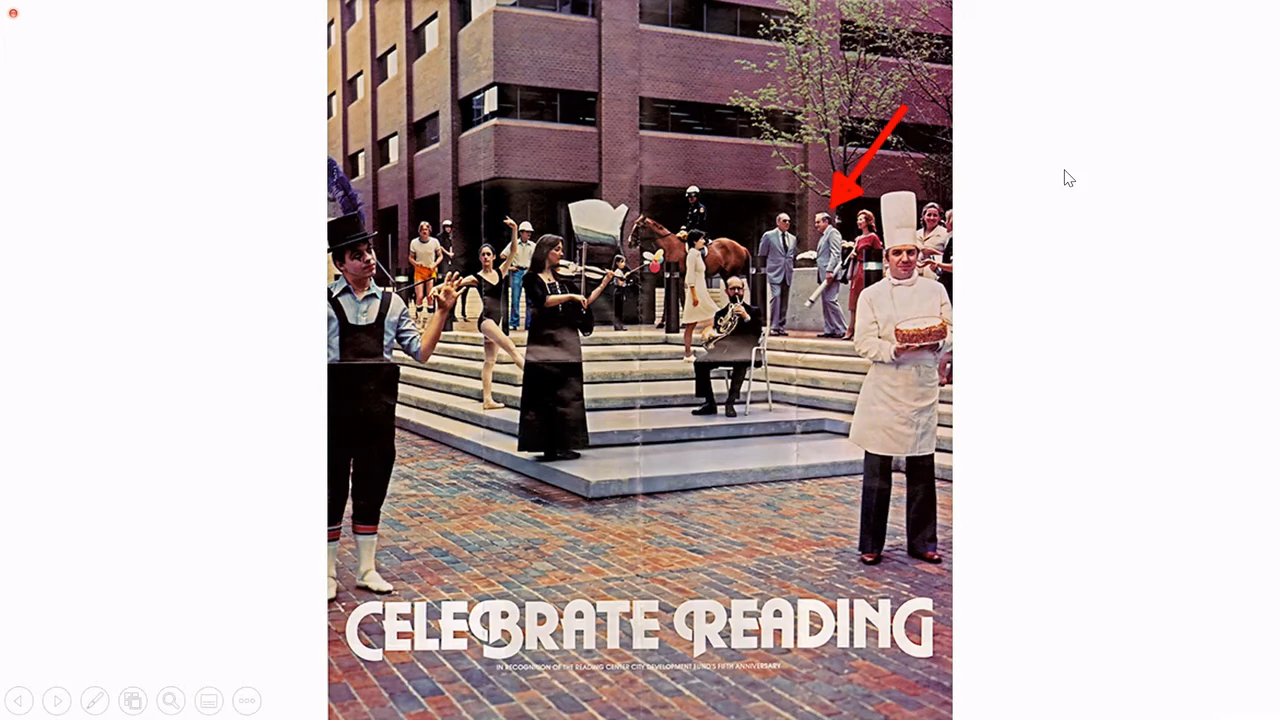 CELEBRATE READING
IN RECOGNITION OF THE READING CENTER CITY DEVELOPMENT FUND'S FIFTH ANNIVERSARY